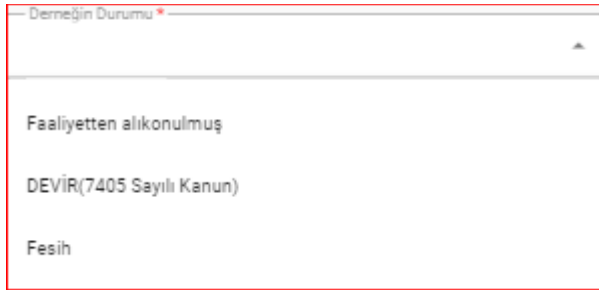 Derneğin Durumu *
Faaliyetten alıkonulmuş
DEVİR(7405 Sayılı Kanun)
Fesih